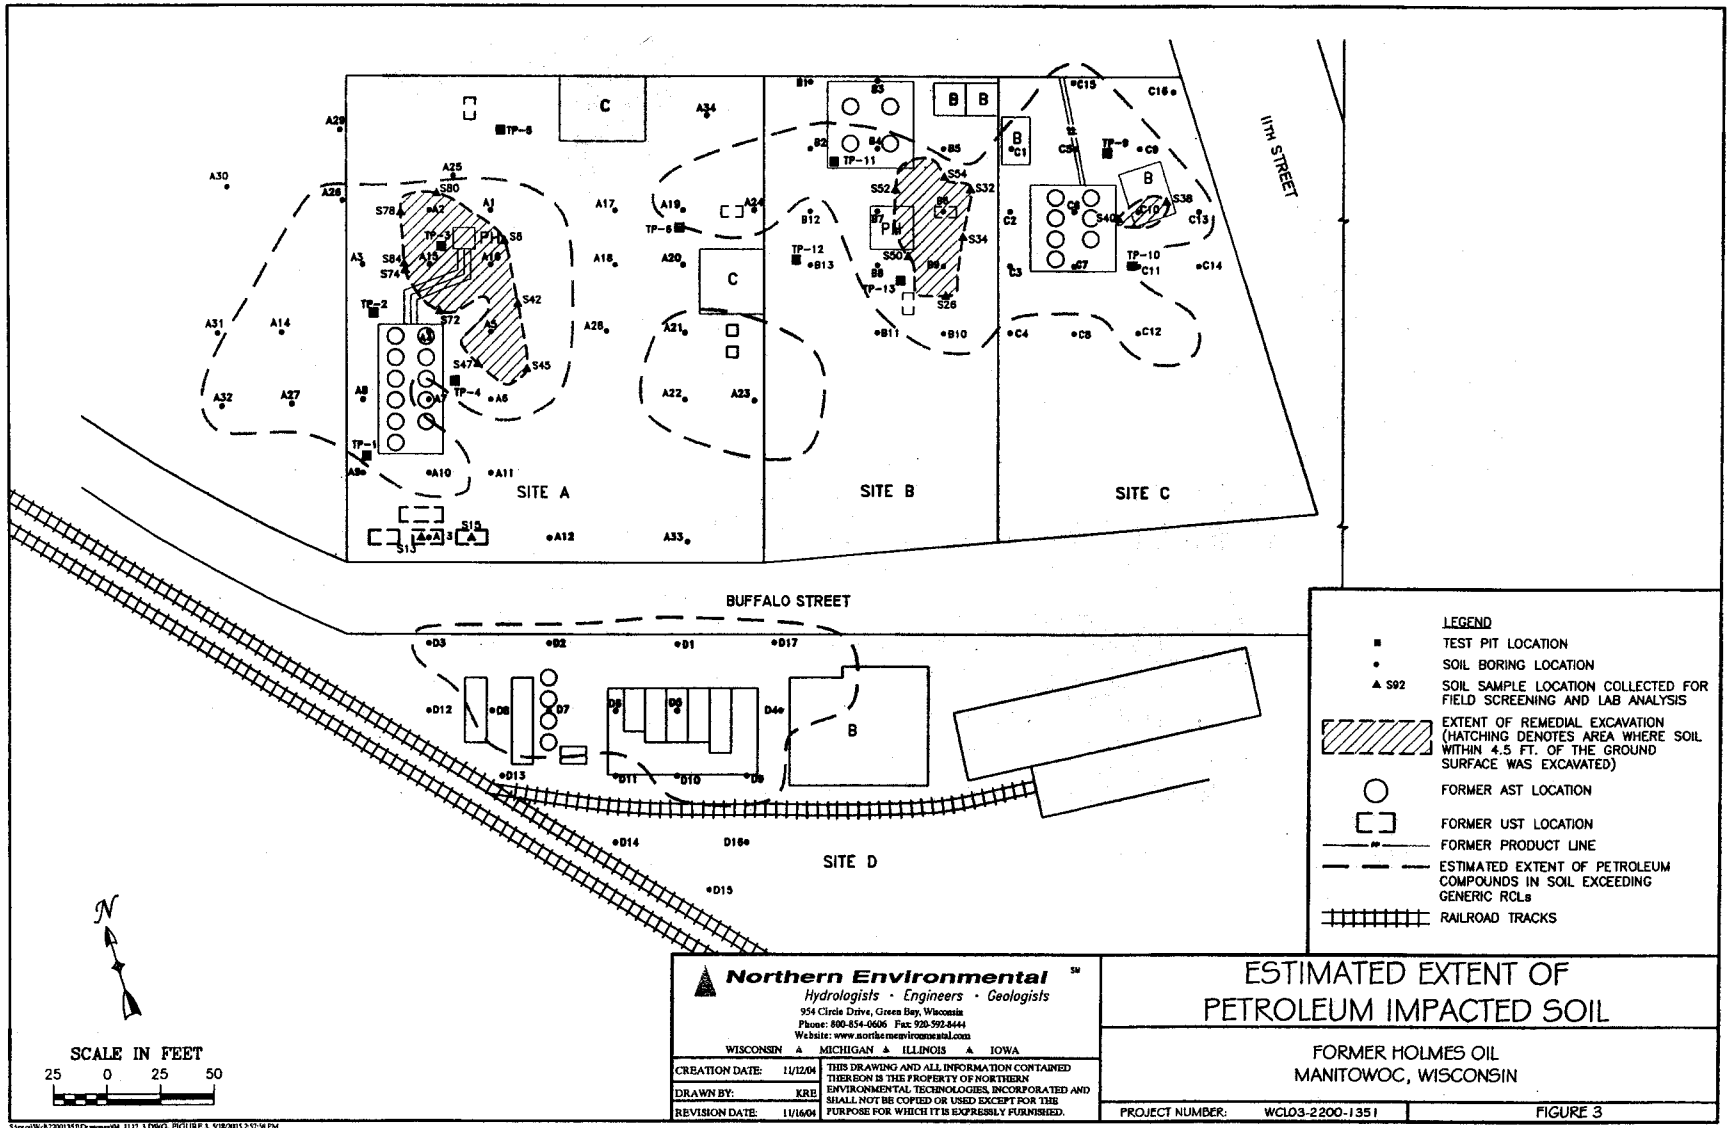 A29
A30
A26
TP-5
C
A34
B1
B3
B2
B4
TP-11
B
B
B5
B
C1
C15
C16
C5
TP-9
C9
11TH STREET
A25
S80
S78
A2
A1
A17
A19
A24
TP-6
B12
S52
S54
S32
B6
B7
PH
S34
C2
C6
B
S40
C10
S38
C13
TP-3
PH
S6
A3
S84
S74
A15
A16
A18
A20
C
TP-12
B13
S50
B8
B9
TP-13
S26
C3
C7
TP-10
C11
C14
TP-2
S72
S42
A31
A14
A5
A28
A21
B11
B10
C4
C8
C12
S47
S45
TP-4
A32
A27
A8
A7
A6
A22
A23
TP-1
A9
A10
A11
SITE A
SITE B
SITE C
S15
S13
A 3
A12
A33
BUFFALO STREET
D3
D2
D1
D17
D12
D8
D7
D5
D6
D4
B
D13
D11
D10
D9
D14
D16
SITE D
D15
N
SCALE IN FEET
25 0 25 50
LEGEND
TEST PIT LOCATION
SOIL BORING LOCATION
S92 SOIL SAMPLE LOCATION COLLECTED FOR
FIELD SCREENING AND LAB ANALYSIS
EXTENT OF REMEDIAL EXCAVATION
(HATCHING DENOTES AREA WHERE SOIL
WITHIN 4.5 FT. OF THE GROUND
SURFACE WAS EXCAVATED)
FORMER AST LOCATION
FORMER UST LOCATION
PP FORMER PRODUCT LINE
ESTIMATED EXTENT OF PETROLEUM
COMPOUNDS IN SOIL EXCEEDING
GENERIC RCLs
RAILROAD TRACKS
Northern Environmental SM
Hydrologists · Engineers · Geologists
954 Circle Drive, Green Bay, Wisconsin
Phone: 800-854-0606 Fax: 920-592-8444
Website: www.northernenvironmental.com
WISCONSIN MICHIGAN ILLINOIS IOWA
CREATION DATE: 11/12/04
DRAWN BY: KRE
REVISION DATE: 11/16/04
THIS DRAWING AND ALL INFORMATION CONTAINED
THEREON IS THE PROPERTY OF NORTHERN
ENVIRONMENTAL TECHNOLOGIES, INCORPORATED AND
SHALL NOT BE COPIED OR USED EXCEPT FOR THE
PURPOSE FOR WHICH IT IS EXPRESSLY FURNISHED.
ESTIMATED EXTENT OF
PETROLEUM IMPACTED SOIL
FORMER HOLMES OIL
MANITOWOC, WISCONSIN
PROJECT NUMBER: WCL03-2200-1351
FIGURE 3